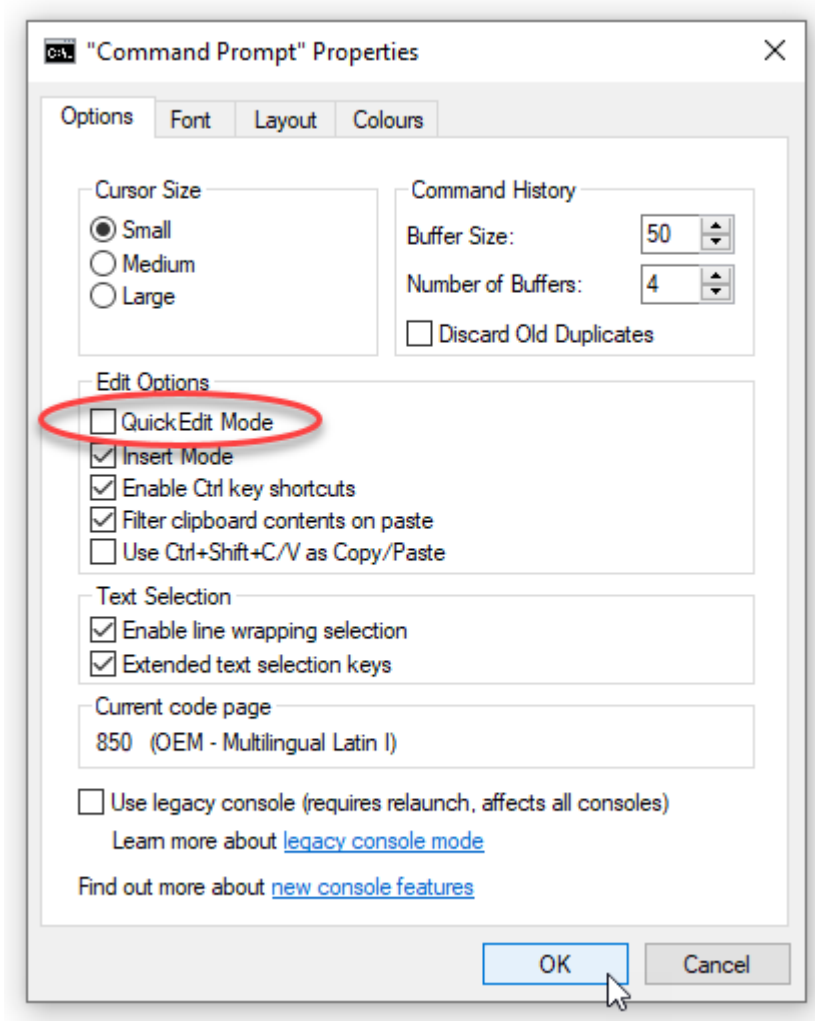 "Command Prompt" Properties
Options Font Layout Colours
Cursor Size
Small
Medium
Large
Command History
Buffer Size: 50
Number of Buffers: 4
Discard Old Duplicates
Edit Options
QuickEdit Mode
Insert Mode
Enable Ctrl key shortcuts
Filter clipboard contents on paste
Use Ctrl+Shift+C/V as Copy/Paste
Text Selection
Enable line wrapping selection
Extended text selection keys
Current code page
850 (OEM - Multilingual Latin I)
Use legacy console (requires relaunch, affects all consoles)
Learn more about legacy console mode
Find out more about new console features
OK Cancel